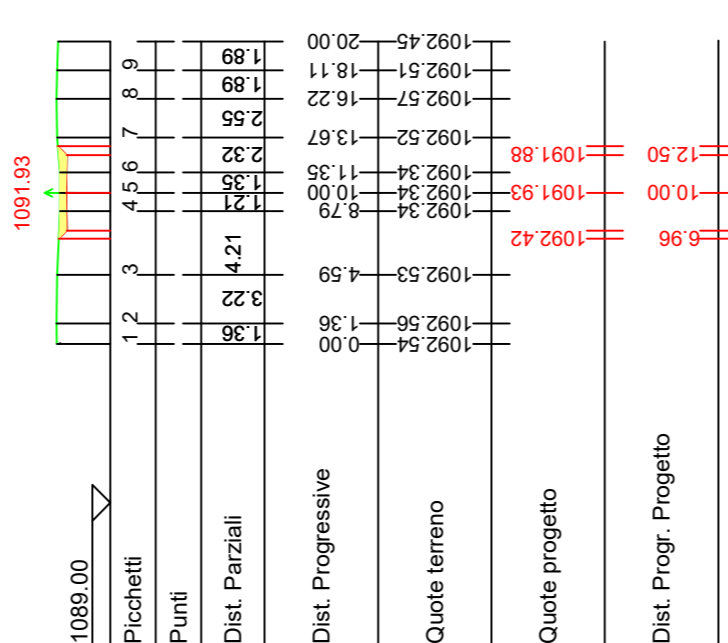 1091.93
1089.00
Picchetti 1 2 3 4 5 6 7 8 9
Punti
Dist. Parziali 1.36 3.22 4.21 1.21 1.35 2.32 2.55 1.89 1.89
Dist. Progressive 0.00 1.36 4.59 8.79 10.00 11.35 13.67 16.22 18.11 20.00
Quote terreno 1092.54 1092.56 1092.53 1092.34 1092.34 1092.34 1092.52 1092.57 1092.51 1092.45
Quote progetto 1092.42 1091.93 1091.88
Dist. Progr. Progetto 6.96 10.00 12.50